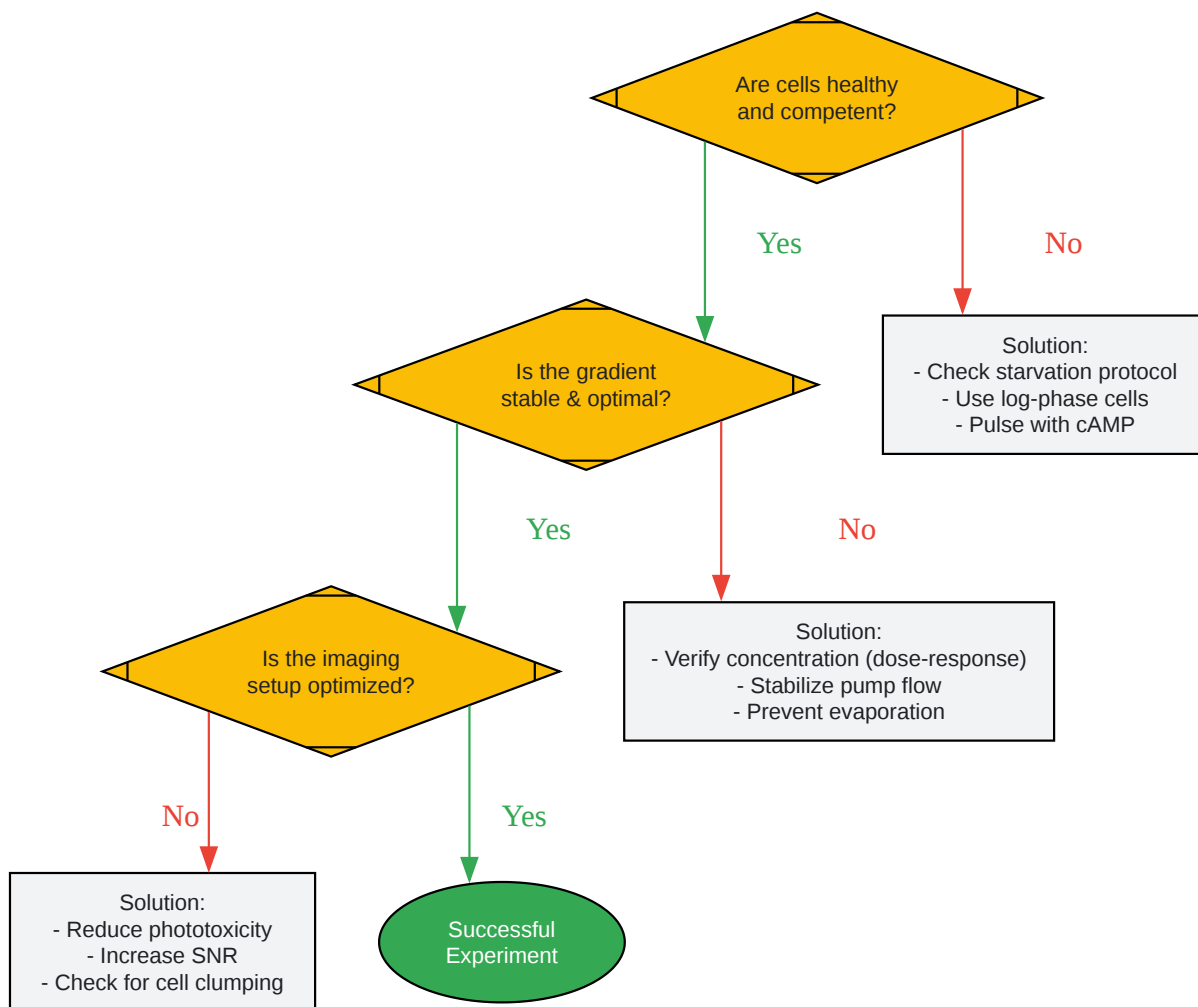 Are cells healthy
and competent?
Yes
No
Is the gradient
stable & optimal?
Solution:
- Check starvation protocol
- Use log-phase cells
- Pulse with cAMP
Yes
No
Is the imaging
setup optimized?
Solution:
- Verify concentration (dose-response)
- Stabilize pump flow
- Prevent evaporation
No
Yes
Solution:
- Reduce phototoxicity
- Increase SNR
- Check for cell clumping
Successful
Experiment